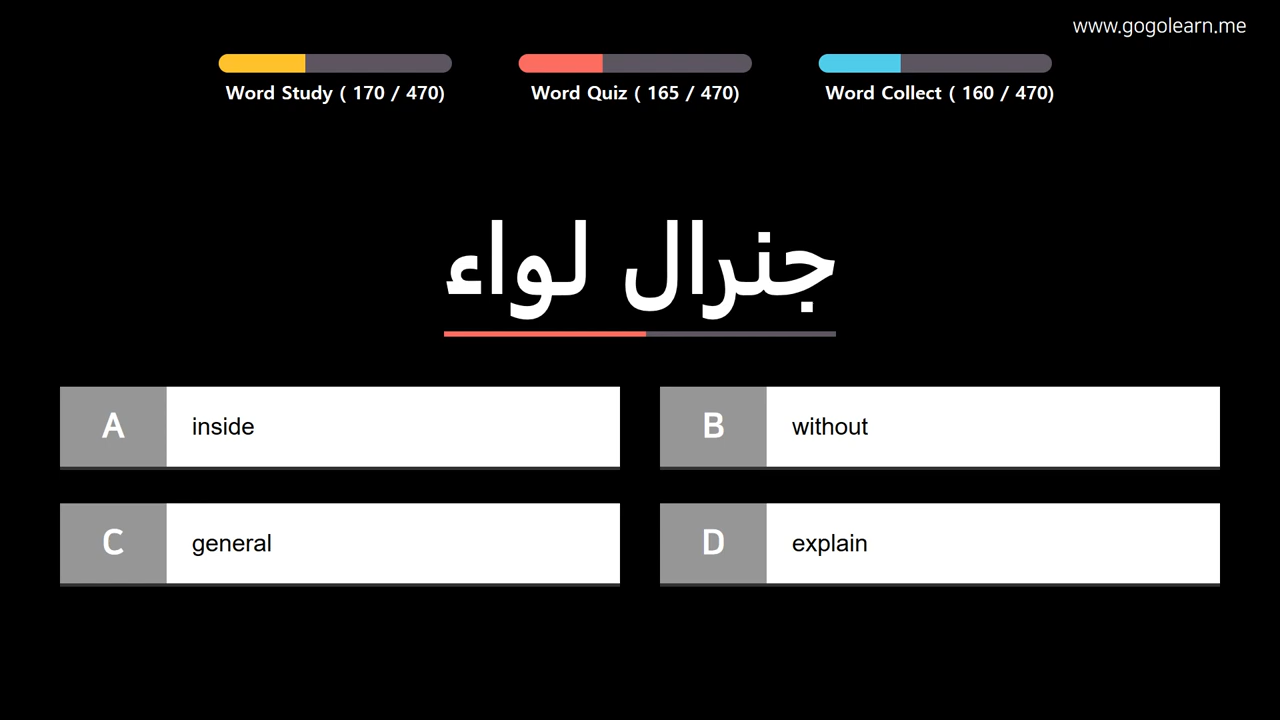 www.gogolearn.me
Word Study ( 170 / 470)
Word Quiz ( 165 / 470)
Word Collect ( 160 / 470)
جنرال لواء
A inside
B without
C general
D explain